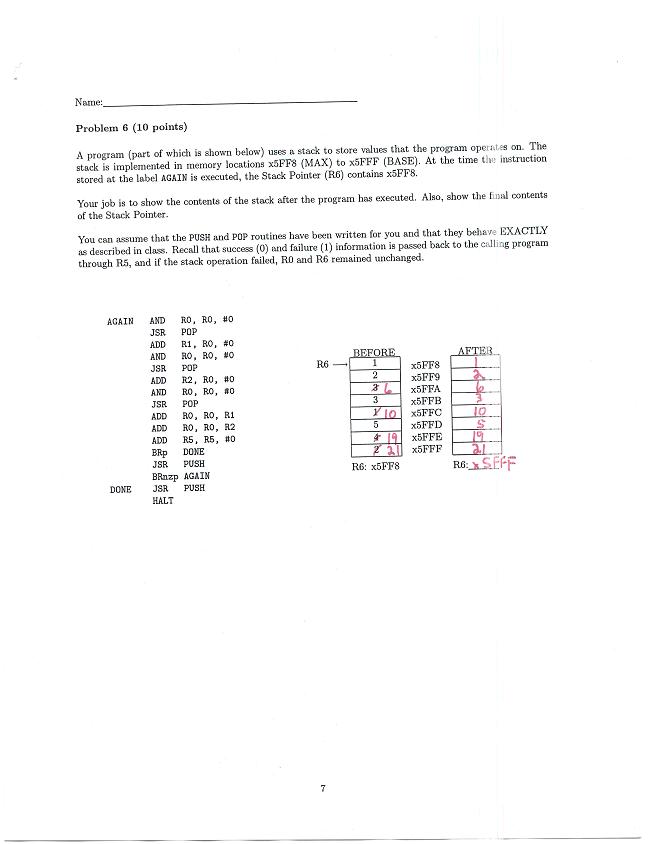 Name:
Problem 6 (10 points)
A program (part of which is shown below) uses a stack to store values that the program operates on. The
stack is implemented in memory locations x5FF8 (MAX) to x5FFF (BASE). At the time the instruction
stored at the label AGAIN is executed, the Stack Pointer (R6) contains x5FF8.
Your job is to show the contents of the stack after the program has executed. Also, show the final contents
of the Stack Pointer.
You can assume that the PUSH and POP routines have been written for you and that they behave EXACTLY
as described in class. Recall that success (0) and failure (1) information is passed back to the calling program
through R5, and if the stack operation failed, R0 and R6 remained unchanged.
AGAIN AND R0, R0, #0
JSR POP
ADD R1, R0, #0
AND R0, R0, #0
JSR POP
ADD R2, R0, #0
AND R0, R0, #0
JSR POP
ADD R0, R0, R1
ADD R0, R0, R2
ADD R5, R5, #0
BRp DONE
JSR PUSH
BRnzp AGAIN
DONE JSR PUSH
HALT
BEFORE AFTER
R6 → 1 x5FF8 1
2 x5FF9 2
3 6 x5FFA 6
3 x5FFB 3
1 10 x5FFC 10
5 x5FFD 5
4 19 x5FFE 19
2 21 x5FFF 21
R6: x5FF8 R6: x5FFF
7